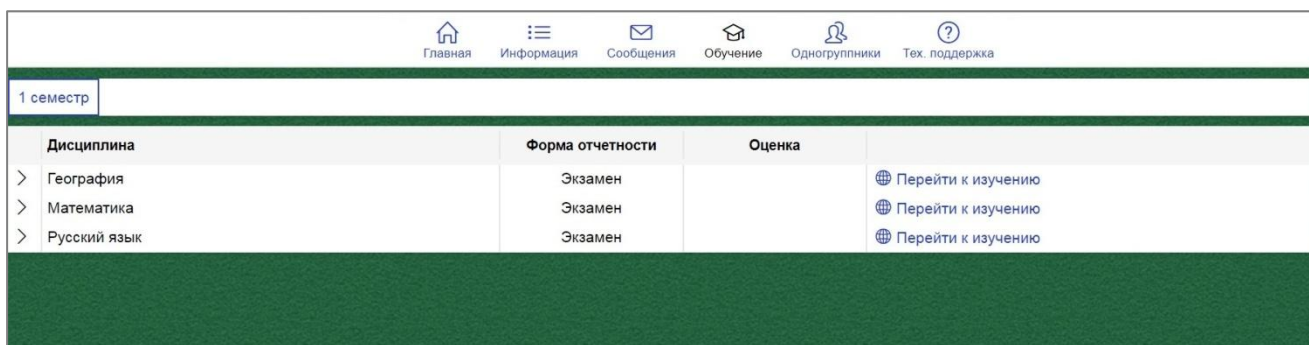 Главная Информация Сообщения Обучение Одногруппники Тех. поддержка
1 семестр
Дисциплина Форма отчетности Оценка
География Экзамен Перейти к изучению
Математика Экзамен Перейти к изучению
Русский язык Экзамен Перейти к изучению